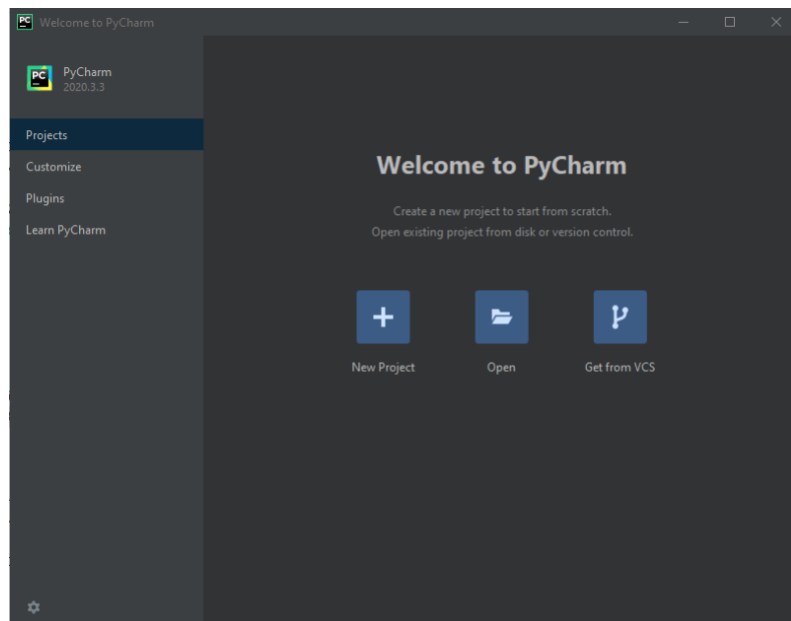 PC Welcome to PyCharm
PC PyCharm
2020.3.3
Projects
Customize
Plugins
Learn PyCharm
Welcome to PyCharm
Create a new project to start from scratch.
Open existing project from disk or version control.
New Project Open Get from VCS